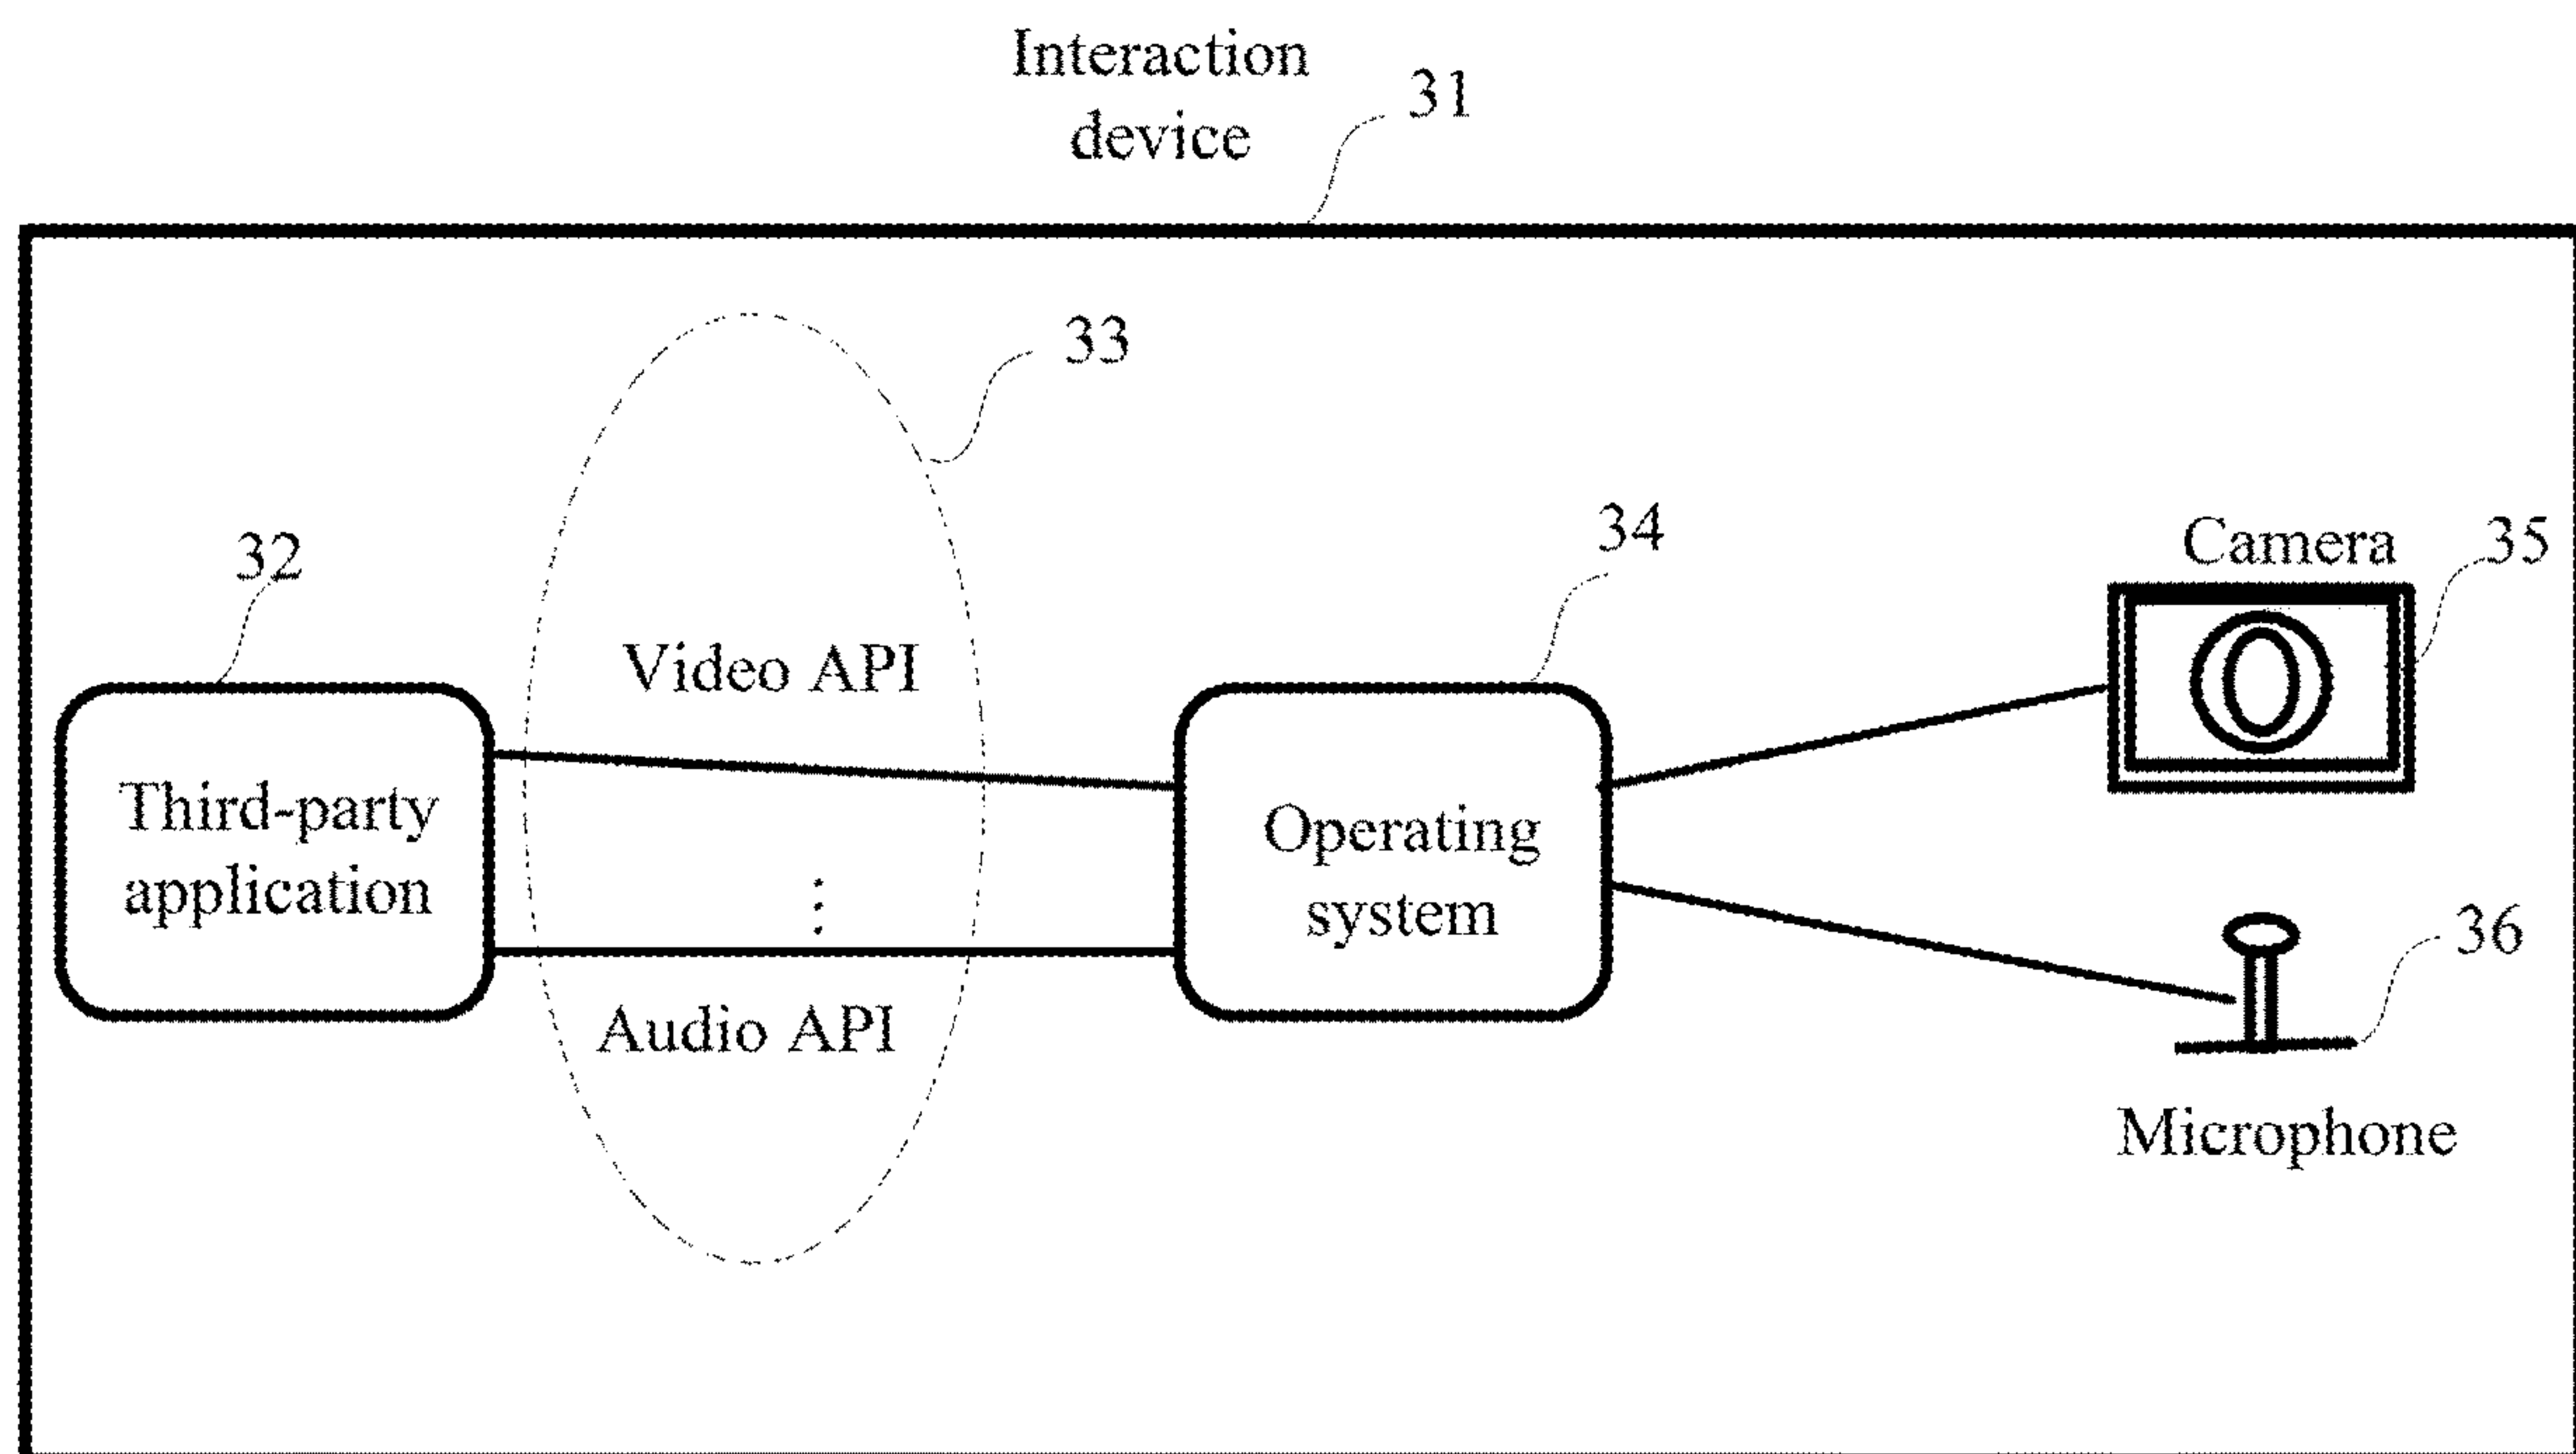 Interaction
device
31
33
32
34
Camera
35
Video API
Third-party
application
Operating
system
36
Audio API
Microphone